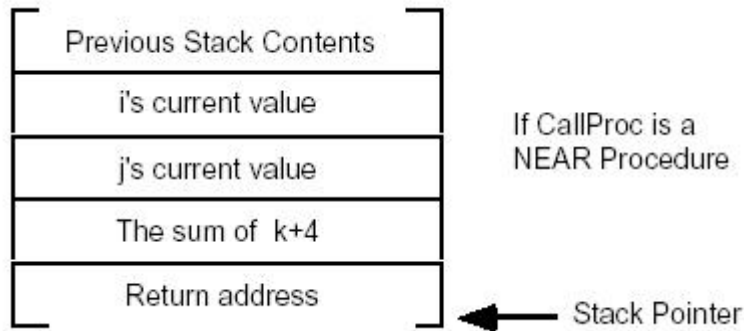 Previous Stack Contents
i's current value
If CallProc is a
NEAR Procedure
j's current value
The sum of k+4
Return address
Stack Pointer